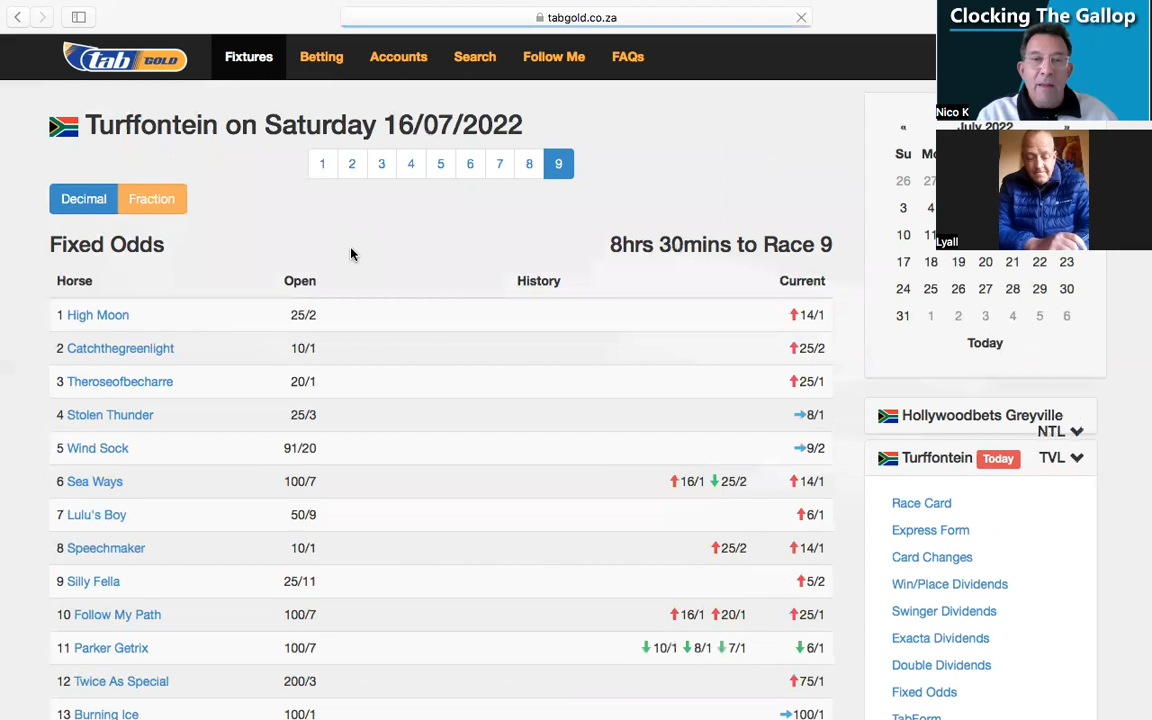 tabgold.co.za
Clocking The Gallop
Nico K
Lyall
tab GOLD
Fixtures Betting Accounts Search Follow Me FAQs
Turffontein on Saturday 16/07/2022
1 2 3 4 5 6 7 8 9
Decimal Fraction
Fixed Odds 8hrs 30mins to Race 9
Horse Open History Current
1 High Moon 25/2 14/1
2 Catchthegreenlight 10/1 25/2
3 Theroseofbecharre 20/1 25/1
4 Stolen Thunder 25/3 8/1
5 Wind Sock 91/20 9/2
6 Sea Ways 100/7 16/1 25/2 14/1
7 Lulu's Boy 50/9 6/1
8 Speechmaker 10/1 25/2 14/1
9 Silly Fella 25/11 5/2
10 Follow My Path 100/7 16/1 20/1 25/1
11 Parker Getrix 100/7 10/1 8/1 7/1 6/1
12 Twice As Special 200/3 75/1
13 Burning Ice 100/1 100/1
« July 2022 »
Su Mo
26 27
3 4
10 11
17 18 19 20 21 22 23
24 25 26 27 28 29 30
31 1 2 3 4 5 6
Today
Hollywoodbets Greyville
NTL
Turffontein Today TVL
Race Card
Express Form
Card Changes
Win/Place Dividends
Swinger Dividends
Exacta Dividends
Double Dividends
Fixed Odds
TabForm